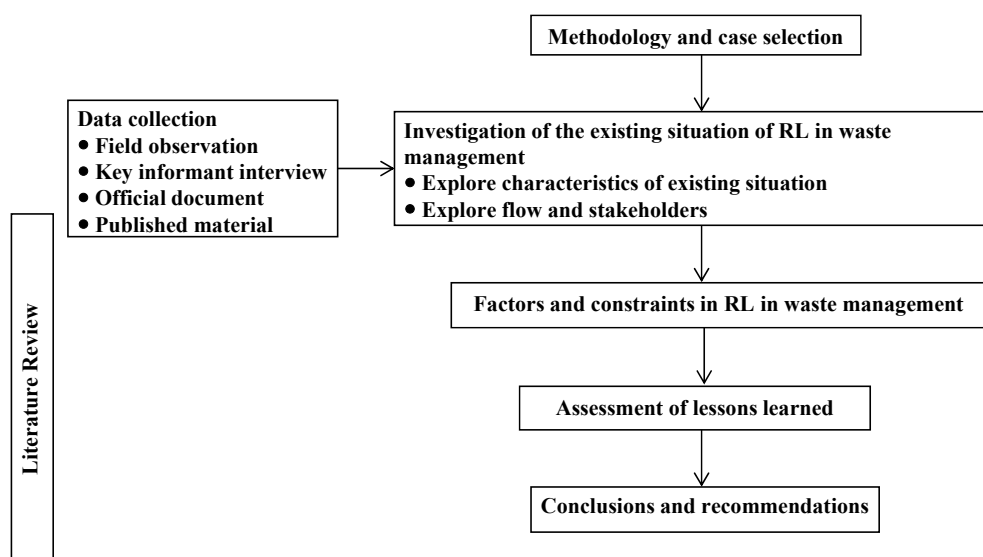 Methodology and case selection
Data collection
● Field observation
● Key informant interview
● Official document
● Published material
Investigation of the existing situation of RL in waste
management
● Explore characteristics of existing situation
● Explore flow and stakeholders
Literature Review
Factors and constraints in RL in waste management
Assessment of lessons learned
Conclusions and recommendations